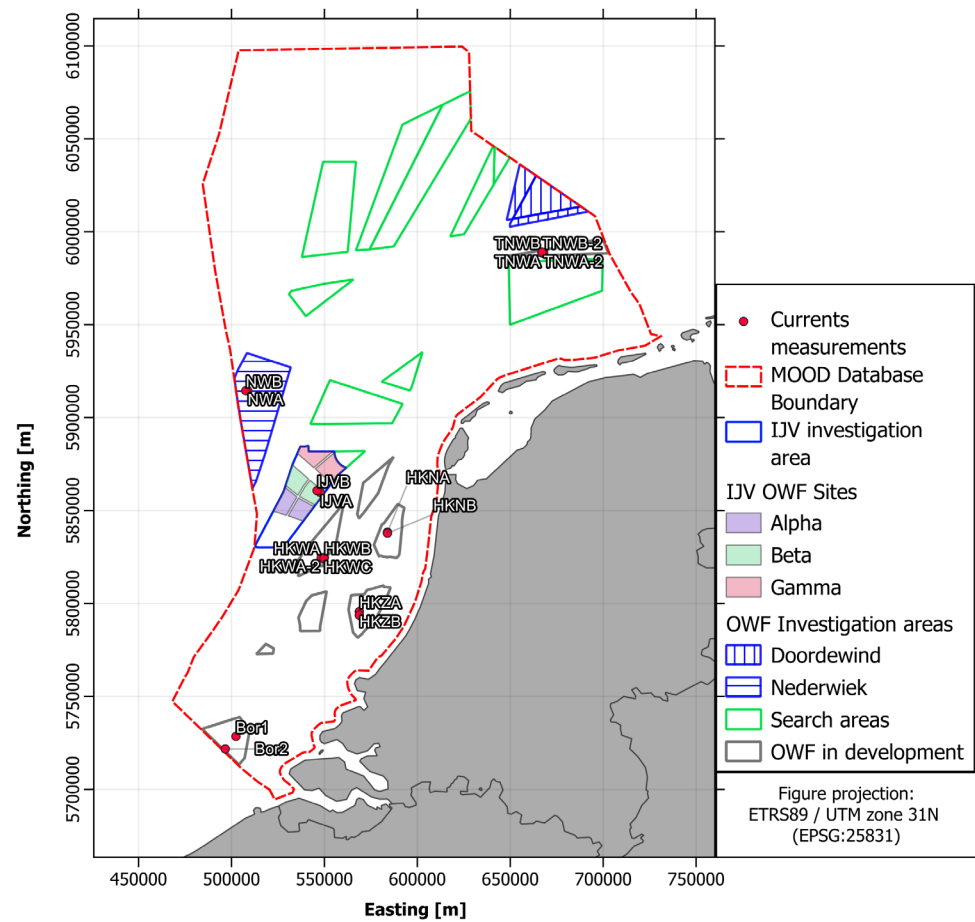 Northing [m]
6100000
6050000
6000000
5950000
5900000
5850000
5800000
5750000
5700000
TNWB TNWB-2
TNWA TNWA-2
NWB
NWA
IJVB
IJVA
HKNA
HKNB
HKWA HKWB
HKWA-2 HKWC
HKZA
HKZB
Bor1
Bor2
450000 500000 550000 600000 650000 700000 750000
Easting [m]
Currents
measurements
MOOD Database
Boundary
IJV investigation
area
IJV OWF Sites
Alpha
Beta
Gamma
OWF Investigation areas
Doordewind
Nederwiek
Search areas
OWF in development
Figure projection:
ETRS89 / UTM zone 31N
(EPSG:25831)